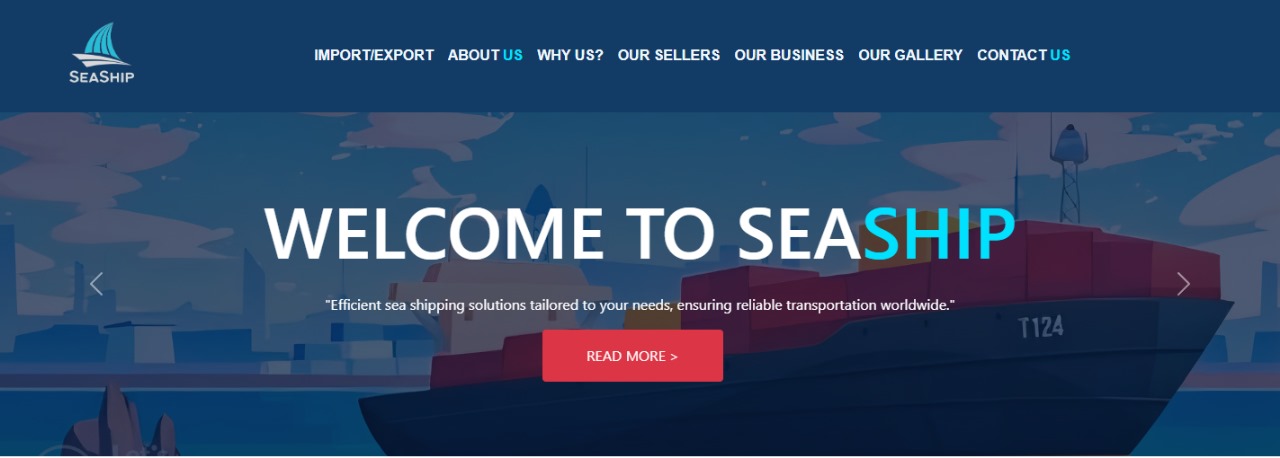 SEASHIP
IMPORT/EXPORT ABOUT US WHY US? OUR SELLERS OUR BUSINESS OUR GALLERY CONTACT US
WELCOME TO SEASHIP
"Efficient sea shipping solutions tailored to your needs, ensuring reliable transportation worldwide."
T124
READ MORE >